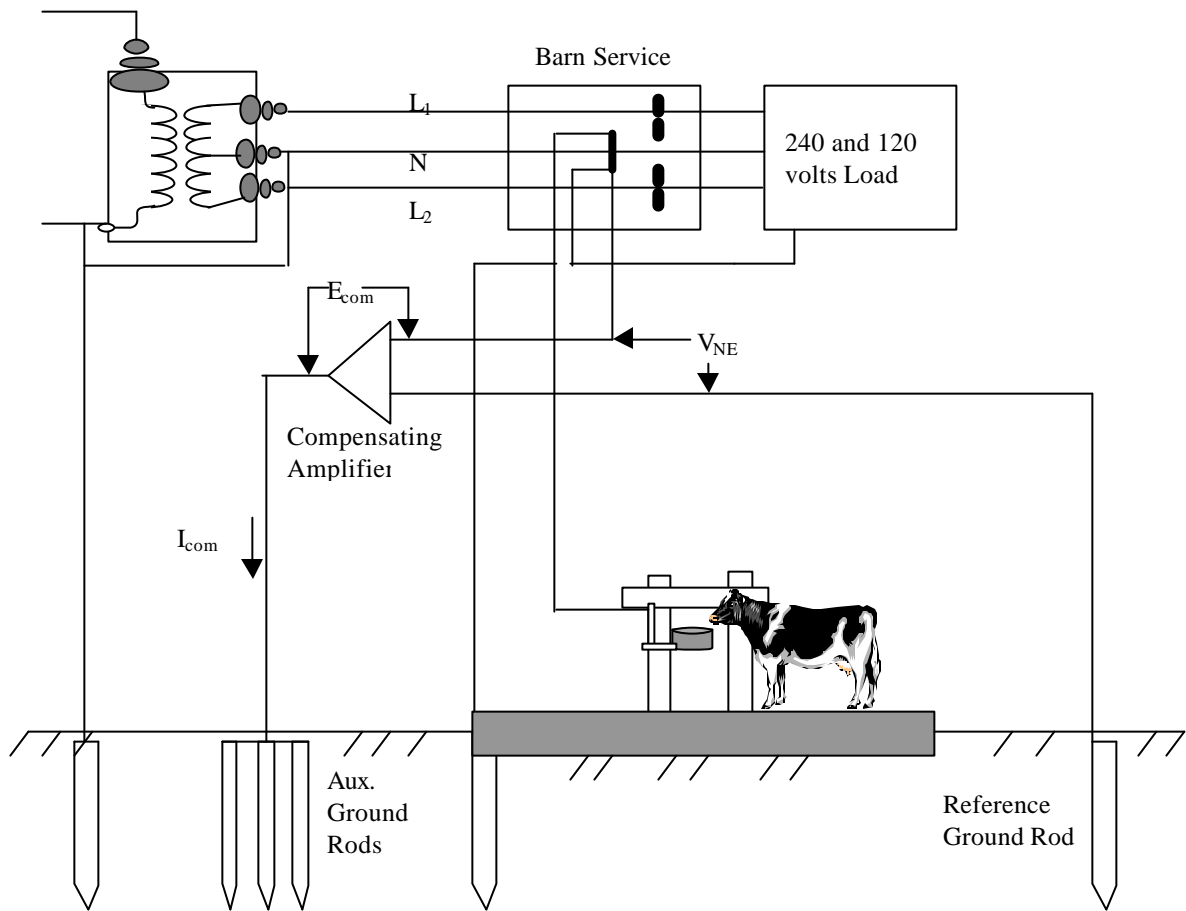 Barn Service
L1
N
L2
240 and 120
volts Load
Ecom
VNE
Compensating
Amplifier
Icom
Aux.
Ground
Rods
Reference
Ground Rod